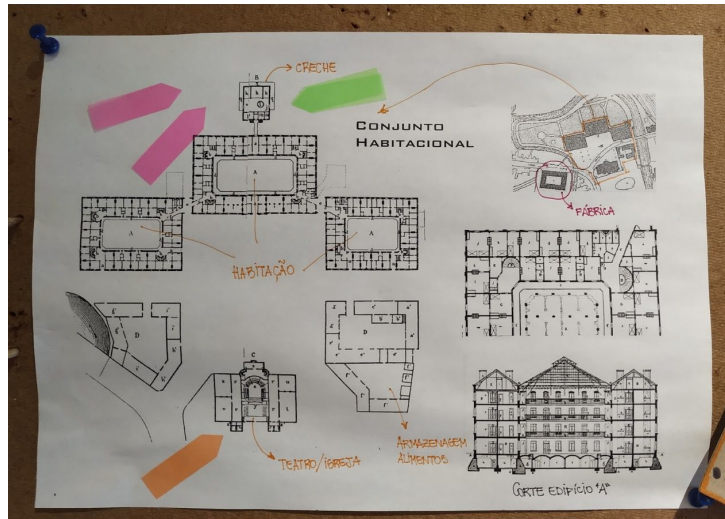 CRECHE
B
CONJUNTO
HABITACIONAL
A
A
A
FÁBRICA
HABITAÇÃO
D
D
C
TEATRO/IGREJA
ARMAZENAGEM
ALIMENTOS
CORTE EDIFÍCIO "A"